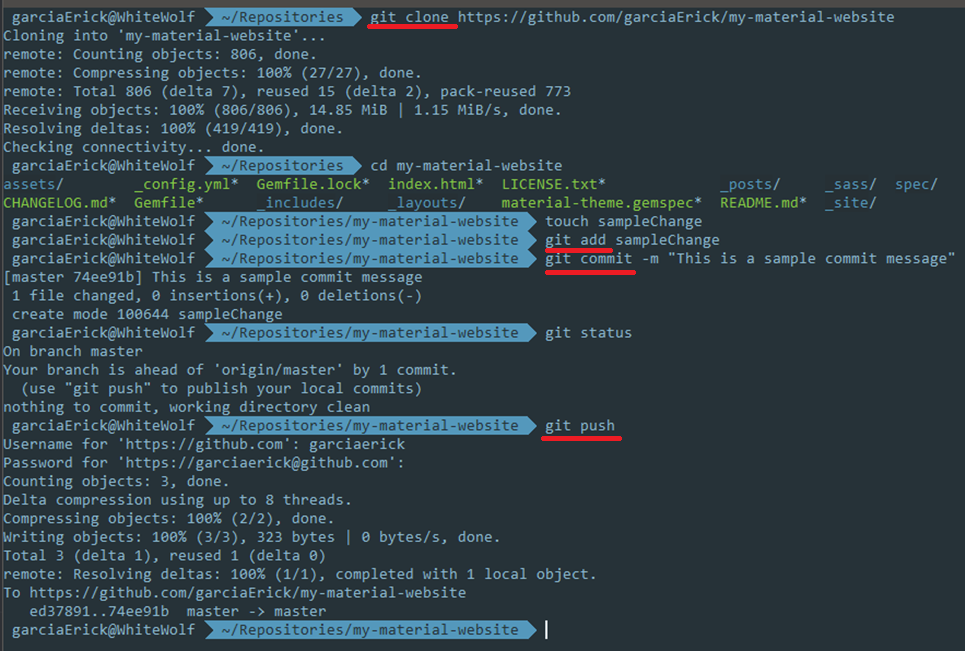 garciaErick@WhiteWolf ~/Repositories git clone https://github.com/garciaErick/my-material-website
Cloning into 'my-material-website'...
remote: Counting objects: 806, done.
remote: Compressing objects: 100% (27/27), done.
remote: Total 806 (delta 7), reused 15 (delta 2), pack-reused 773
Receiving objects: 100% (806/806), 14.85 MiB | 1.15 MiB/s, done.
Resolving deltas: 100% (419/419), done.
Checking connectivity... done.
garciaErick@WhiteWolf ~/Repositories cd my-material-website
assets/ _config.yml* Gemfile.lock* index.html* LICENSE.txt* _posts/ _sass/ spec/
CHANGELOG.md* Gemfile* _includes/ _layouts/ material-theme.gemspec* README.md* _site/
garciaErick@WhiteWolf ~/Repositories/my-material-website touch sampleChange
garciaErick@WhiteWolf ~/Repositories/my-material-website git add sampleChange
garciaErick@WhiteWolf ~/Repositories/my-material-website git commit -m "This is a sample commit message"
[master 74ee91b] This is a sample commit message
1 file changed, 0 insertions(+), 0 deletions(-)
create mode 100644 sampleChange
garciaErick@WhiteWolf ~/Repositories/my-material-website git status
On branch master
Your branch is ahead of 'origin/master' by 1 commit.
(use "git push" to publish your local commits)
nothing to commit, working directory clean
garciaErick@WhiteWolf ~/Repositories/my-material-website git push
Username for 'https://github.com': garciaerick
Password for 'https://garciaerick@github.com':
Counting objects: 3, done.
Delta compression using up to 8 threads.
Compressing objects: 100% (2/2), done.
Writing objects: 100% (3/3), 323 bytes | 0 bytes/s, done.
Total 3 (delta 1), reused 1 (delta 0)
remote: Resolving deltas: 100% (1/1), completed with 1 local object.
To https://github.com/garciaErick/my-material-website
ed37891..74ee91b master -> master
garciaErick@WhiteWolf ~/Repositories/my-material-website